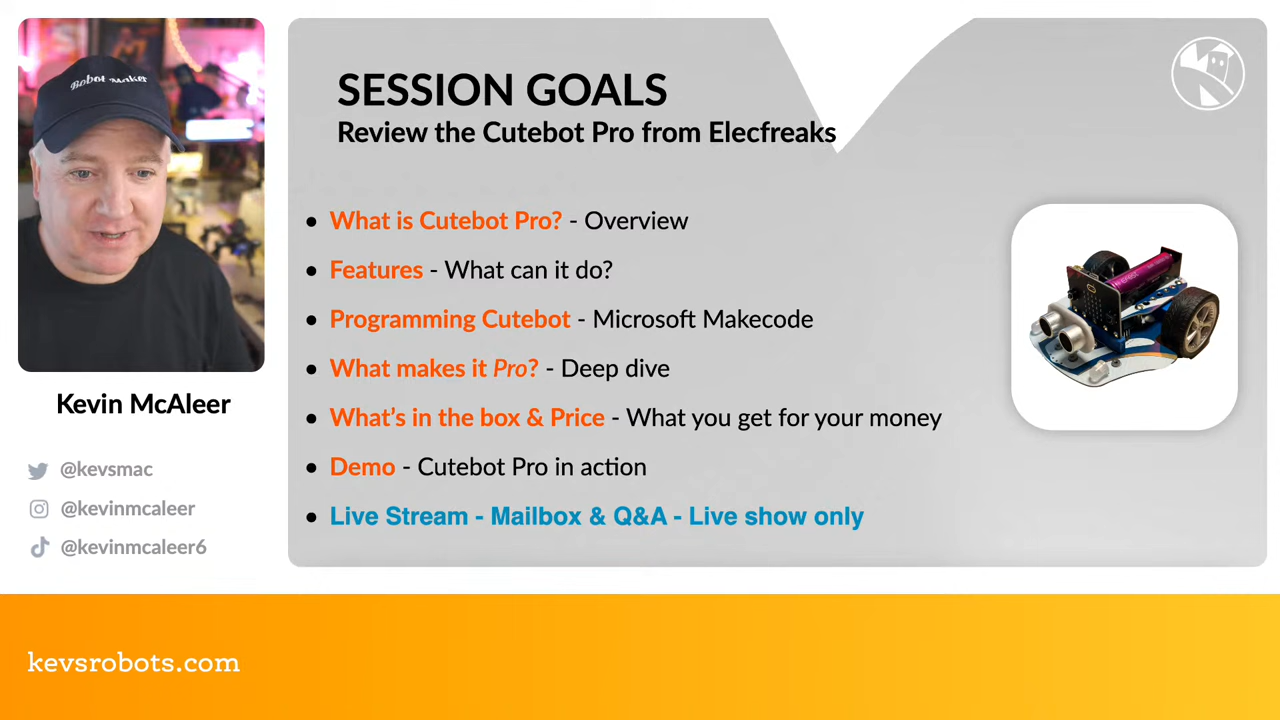 Robot Maker
Kevin McAleer
@kevsmac
@kevinmcaleer
@kevinmcaleer6
SESSION GOALS
Review the Cutebot Pro from Elecfreaks
• What is Cutebot Pro? - Overview
• Features - What can it do?
• Programming Cutebot - Microsoft Makecode
• What makes it Pro? - Deep dive
• What's in the box & Price - What you get for your money
• Demo - Cutebot Pro in action
• Live Stream - Mailbox & Q&A - Live show only
kevsrobots.com